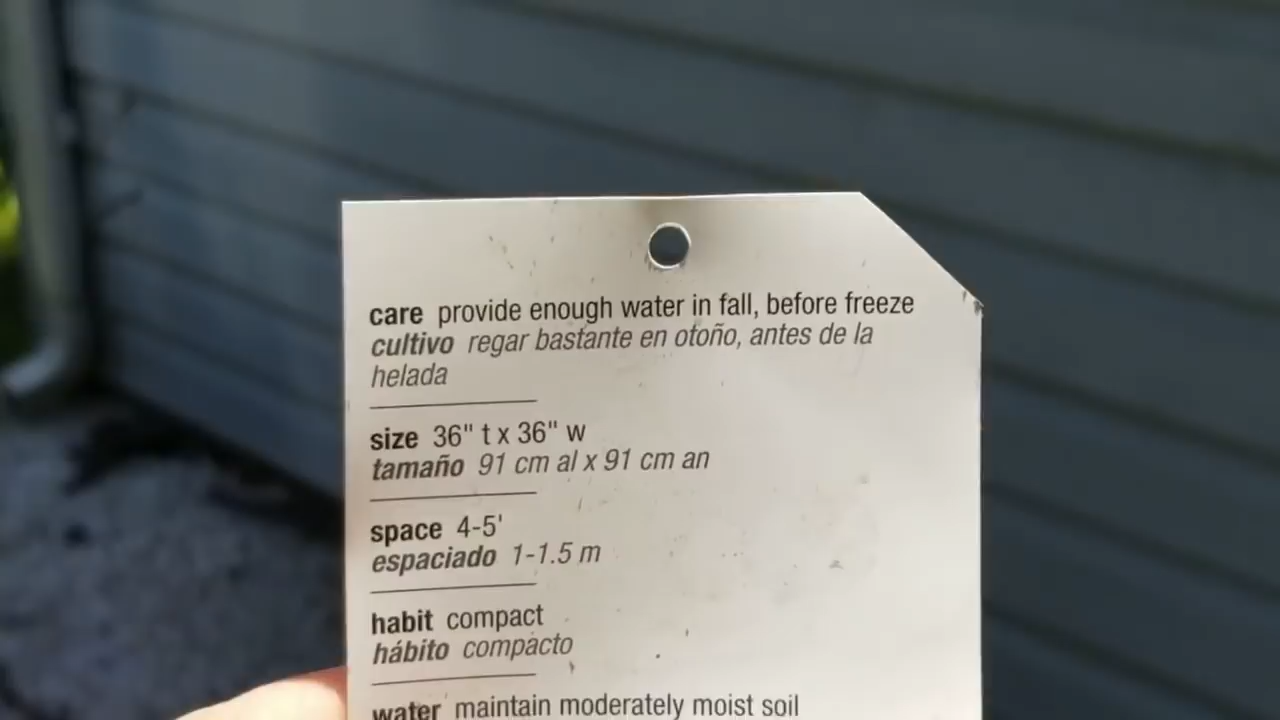 care provide enough water in fall, before freeze
cultivo regar bastante en otoño, antes de la
helada
size 36" t x 36" w
tamaño 91 cm al x 91 cm an
space 4-5'
espaciado 1-1.5 m
habit compact
hábito compacto
water maintain moderately moist soil